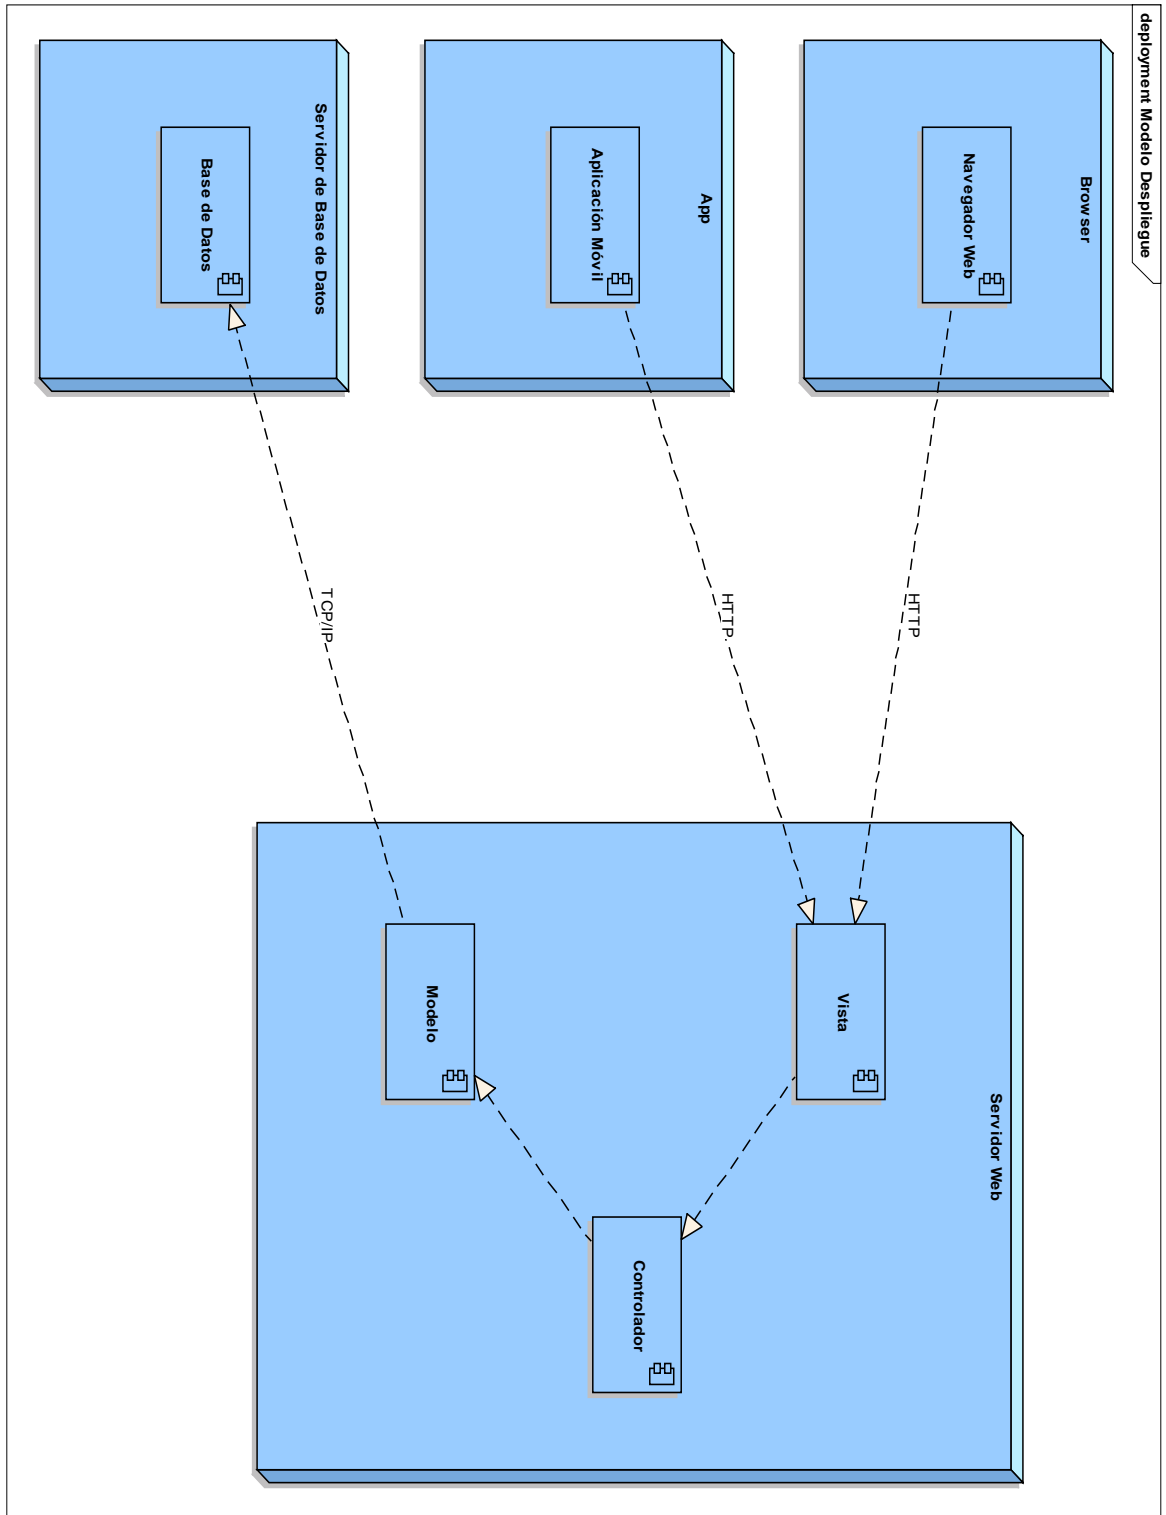 deployment Modelo Despliegue
Browser
Navegador Web
App
Aplicación Móvil
Servidor de Base de Datos
Base de Datos
HTTP
HTTP
TCP/IP
Servidor Web
Vista
Modelo
Controlador